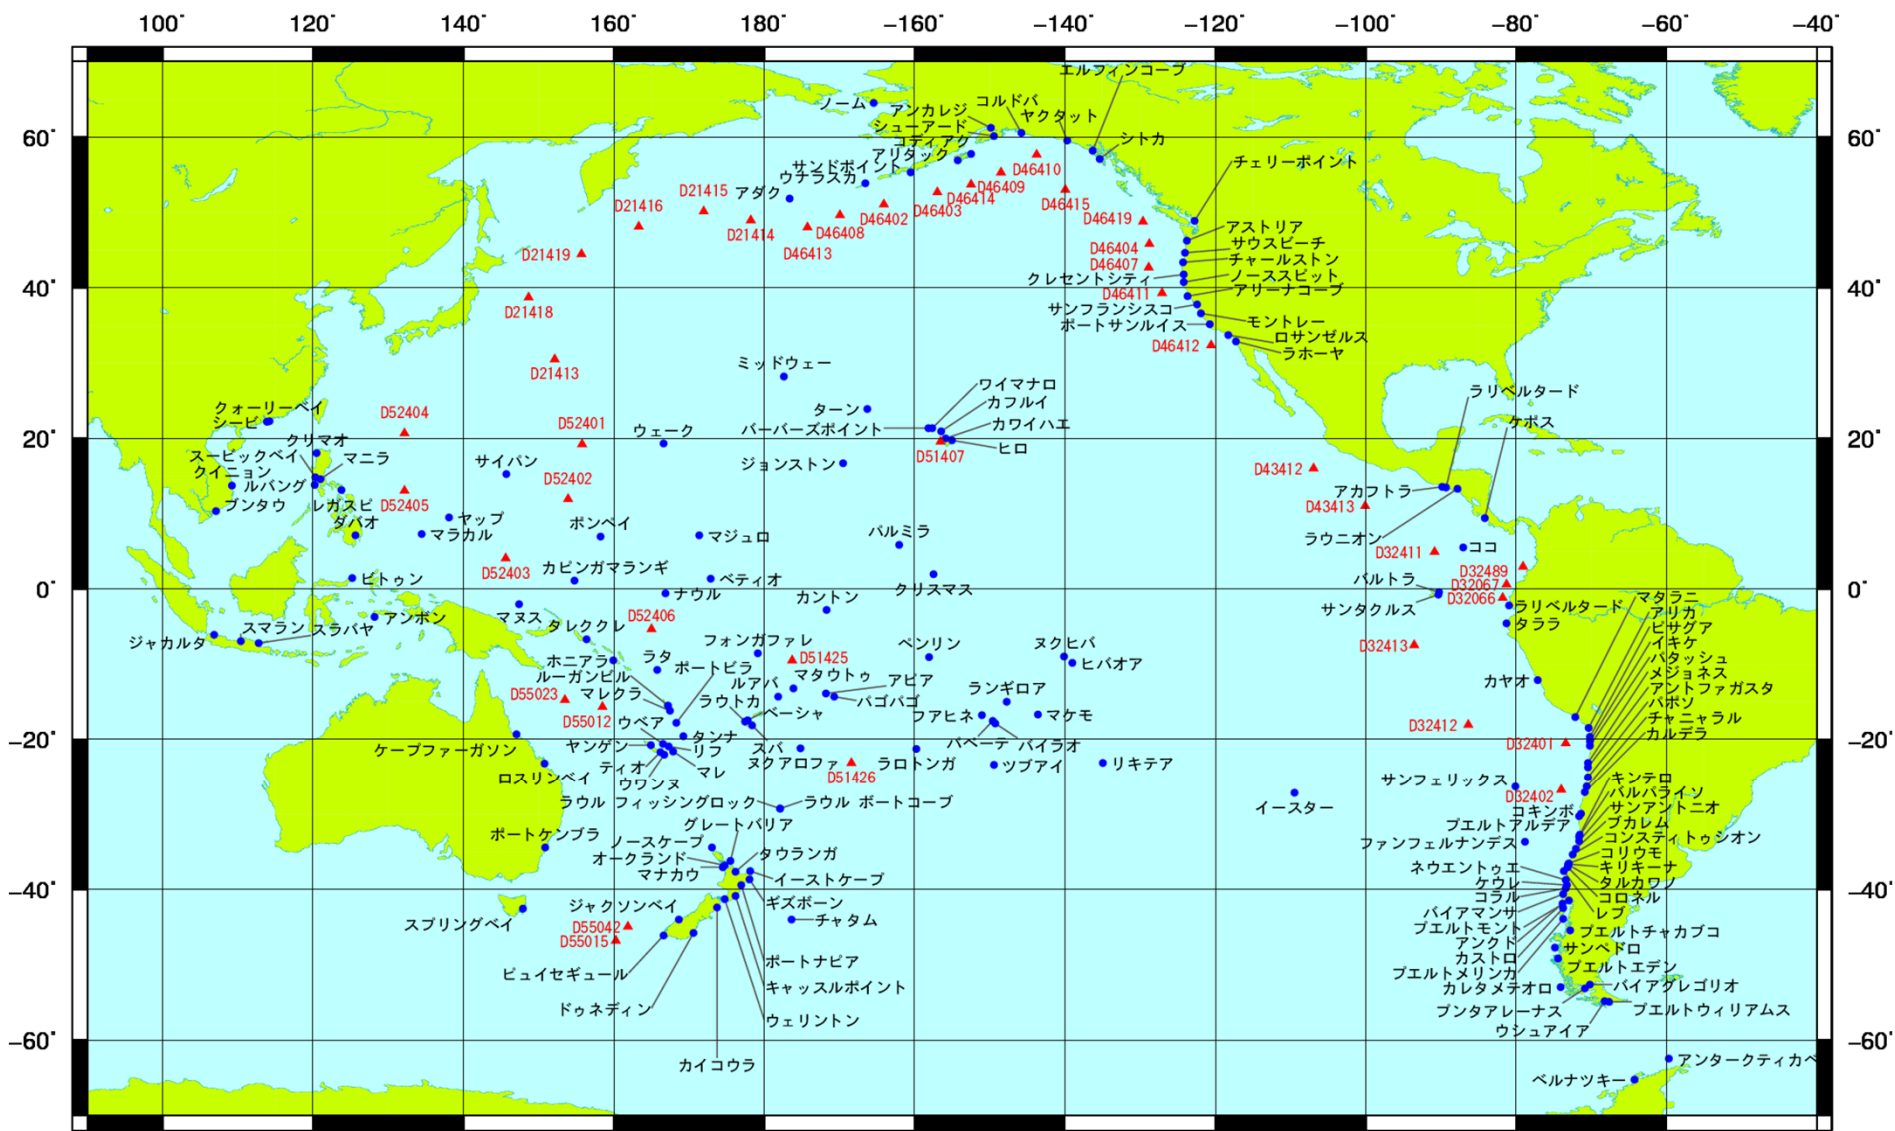 100° 120° 140° 160° 180° −160° −140° −120° −100° −80° −60° −40°
エルフィンコーブ
ノーム
アンカレジ
コルドバ
ヤクタット
シューアード
コディアク
60° 60°
シトカ
アリタック
サンドポイント
ウナラスカ
アダク
チェリーポイント
D46410
D46409
D46414
D46415
D46403
D46402
D46408
D46413
D21415
D21416
D21414
D21419
D46419
D46404
D46407
アストリア
サウスビーチ
チャールストン
クレセントシティ
ノーススピット
アリーナコーブ
40° 40°
D46411
D21418
サンフランシスコ
ポートサンルイス
モントレー
ロサンゼルス
ラホーヤ
D46412
D21413
ミッドウェー
ワイマナロ
カフルイ
ターン
カワイハエ
バーバーズポイント
ヒロ
D51407
ラリベルタード
ケポス
クォーリーベイ
シービ
D52404
D52401
ウェーク
20° 20°
クリマオ
スービックベイ
マニラ
クイニョン
ルバング
ブンタウ
レガスピ
ダバオ
D52405
サイパン
D52402
ジョンストン
D43412
アカフトラ
D43413
ラウニオン
ヤップ
マラカル
ポンペイ
マジュロ
パルミラ
ココ
D32411
D52403
カピンガマランギ
ビトゥン
ベティオ
クリスマス
D32489
バルトラ
D32067
0° 0°
D32066
サンタクルス
ナウル
カントン
マヌス
D52406
アンボン
ラリベルタード
タララ
マタラニ
アリカ
ピサグア
イキケ
パタッシュ
メジョネス
アントファガスタ
パポソ
チャニャラル
カルデラ
ジャカルタ
スマラン
スラバヤ
タレククレ
フォンガファレ
ペンリン
ヌクヒバ
D32413
ホニアラ
ラタ
D51425
ヒバオア
ルーガンビル
ポートビラ
マタウトゥ
ルアパ
アピア
カヤオ
D55023
マレクラ
パゴパゴ
ランギロア
D55012
ラウトカ
ベーシャ
フアヒネ
マケモ
D32412
ウベア
タンナ
パペーテ
パイラオ
D32401
−20° −20°
ケープファーガソン
ヤンゲン
リフ
スバ
ティオ
マレ
ヌクアロファ
ラロトンガ
ツブアイ
リキテア
ロスリンベイ
ウワンヌ
D51426
サンフェリックス
D32402
イースター
キンテロ
バルパライソ
サンアントニオ
ブカレム
コンスティトゥシオン
コリウモ
キリキーナ
タルカワノ
コロネル
レブ
ラウル フィッシングロック
ラウル ボートコーブ
コキンボ
プエルトアルデア
ファンフェルナンデス
グレートバリア
ポートケンブラ
ノースケープ
オークランド
マナカウ
タウランガ
イーストケープ
ギズボーン
ネウエントゥエ
ケウレ
コラル
−40° −40°
スプリングベイ
ジャクソンベイ
チャタム
D55042
D55015
バイアマンサ
プエルトモント
アンクド
カストロ
プエルトメリンカ
プエルトチャカブコ
サンペドロ
プエルトエデン
ピュイセギュール
ポートナピア
キャッスルポイント
ドゥネディン
ウェリントン
カレタメテオロ
バイアグレゴリオ
プンタアレーナス
プエルトウィリアムス
ウシュアイア
−60° −60°
カイコウラ
アンタークティカベ
ベルナツキー